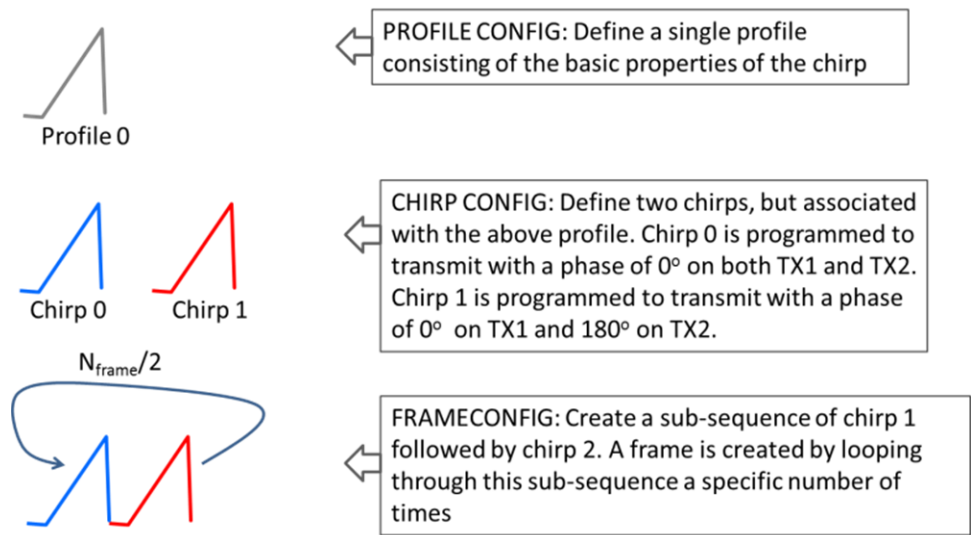 PROFILE CONFIG: Define a single profile
consisting of the basic properties of the chirp
Profile 0
CHIRP CONFIG: Define two chirps, but associated
with the above profile. Chirp 0 is programmed to
transmit with a phase of 0° on both TX1 and TX2.
Chirp 1 is programmed to transmit with a phase
of 0° on TX1 and 180° on TX2.
Chirp 0
Chirp 1
N_frame/2
FRAMECONFIG: Create a sub-sequence of chirp 1
followed by chirp 2. A frame is created by looping
through this sub-sequence a specific number of
times